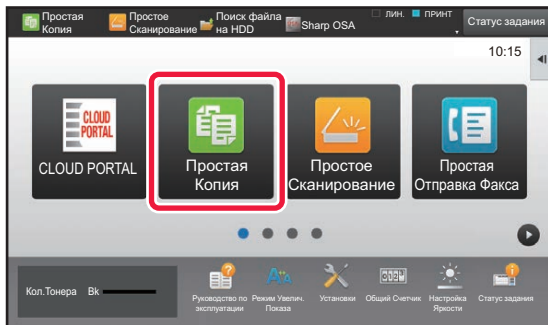 Простая
Копия
Простое
Сканирование
Поиск файла
на HDD
Sharp OSA
ЛИН.
ПРИНТ
Статус задания
10:15
CLOUD
PORTAL
CLOUD PORTAL
Простая
Копия
Простое
Сканирование
Простая
Отправка Факса
Кол.Тонера Bk
Руководство по
эксплуатации
Режим Увелич.
Показа
Установки
Общий Счетчик
Настройка
Яркости
Статус задания